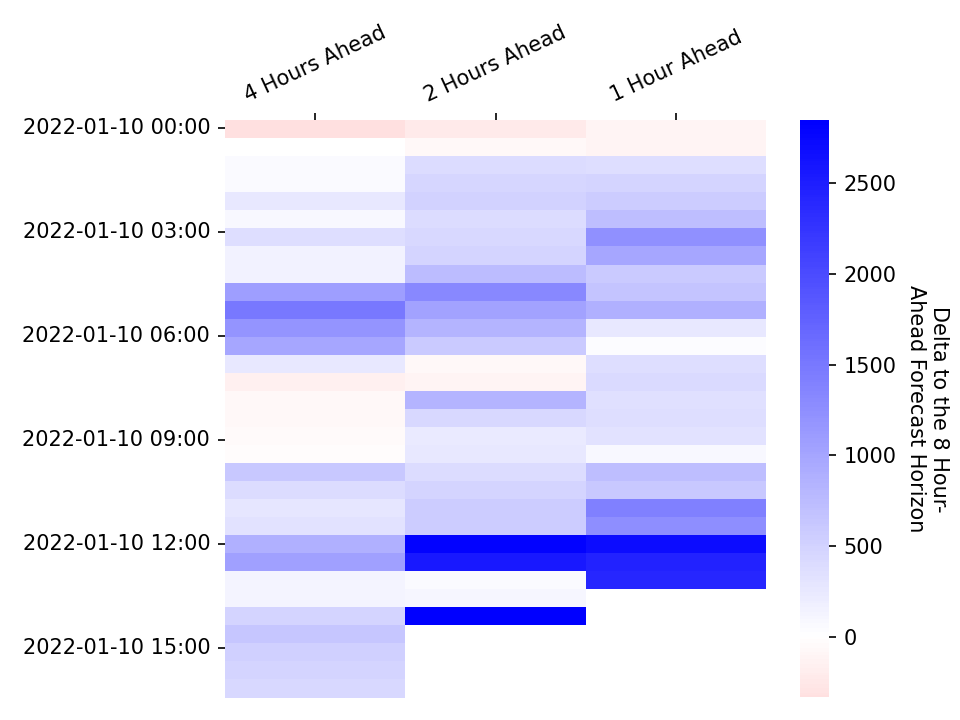 4 Hours Ahead
2 Hours Ahead
1 Hour Ahead
2022-01-10 00:00
2022-01-10 03:00
2022-01-10 06:00
2022-01-10 09:00
2022-01-10 12:00
2022-01-10 15:00
2500
2000
1500
1000
500
0
Delta to the 8 Hour-
Ahead Forecast Horizon